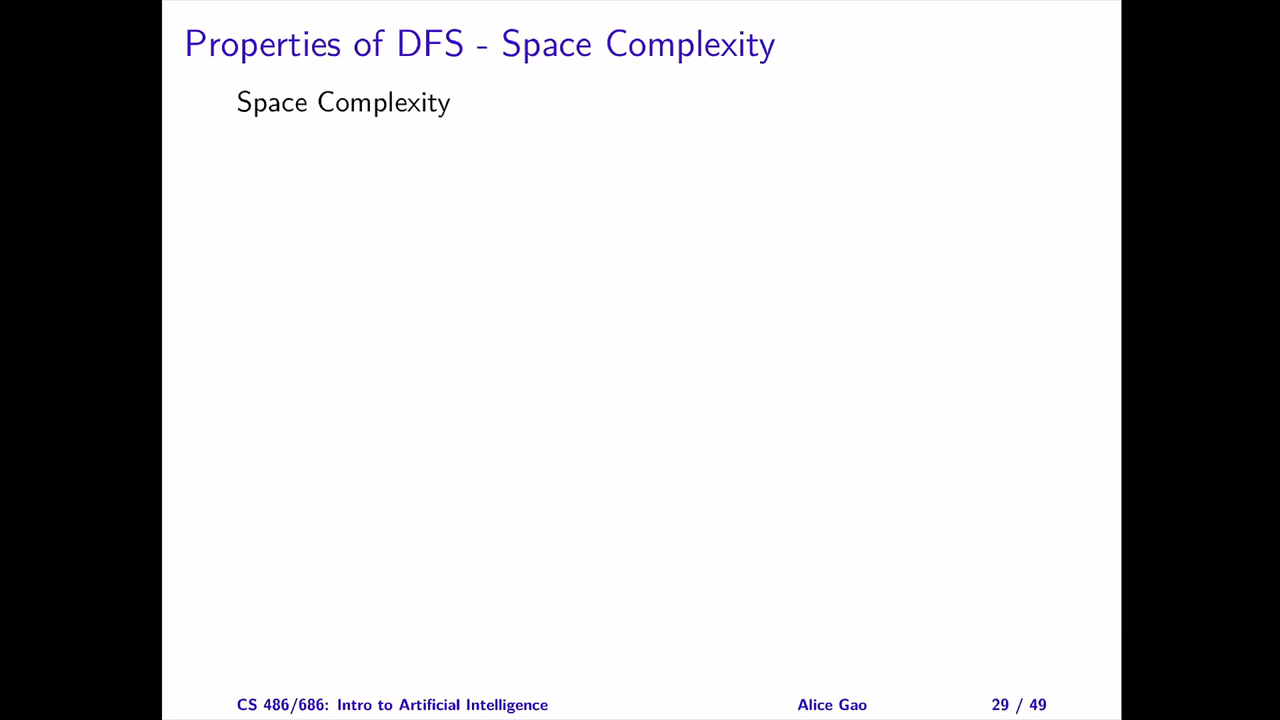 Properties of DFS - Space Complexity
Space Complexity
CS 486/686: Intro to Artificial Intelligence Alice Gao 29 / 49